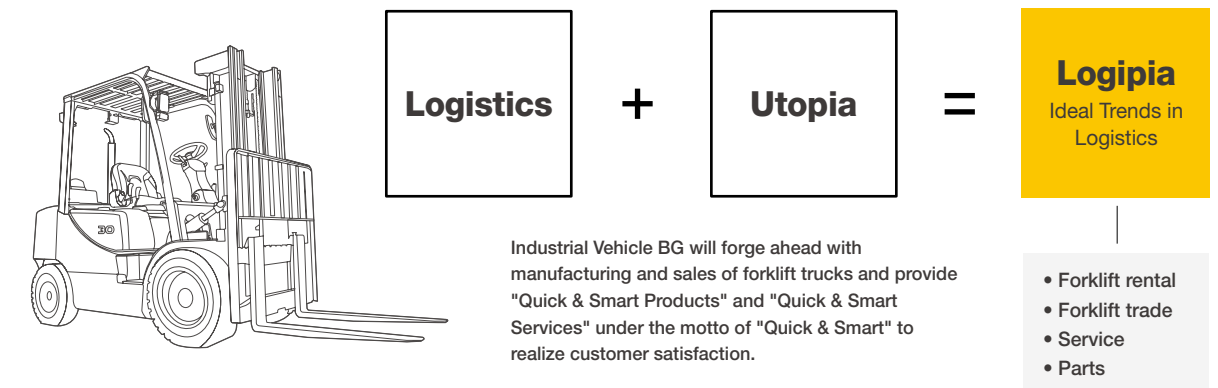 Logistics
+
Utopia
=
Logipia
Ideal Trends in
Logistics
30
Industrial Vehicle BG will forge ahead with
manufacturing and sales of forklift trucks and provide
"Quick & Smart Products" and "Quick & Smart
Services" under the motto of "Quick & Smart" to
realize customer satisfaction.
• Forklift rental
• Forklift trade
• Service
• Parts